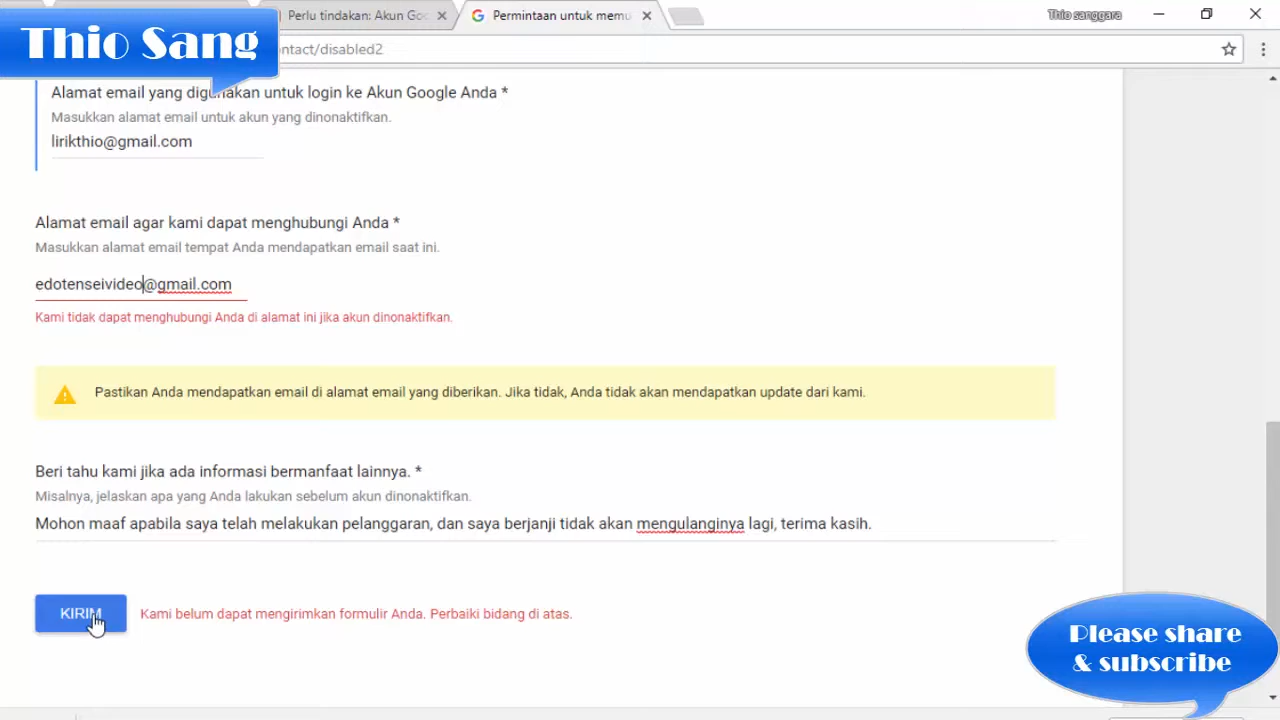 Perlu tindakan: Akun Goo
Permintaan untuk memu
Thio sanggara
Thio Sang
ntact/disabled2
Alamat email yang digunakan untuk login ke Akun Google Anda *
Masukkan alamat email untuk akun yang dinonaktifkan.
lirikthio@gmail.com
Alamat email agar kami dapat menghubungi Anda *
Masukkan alamat email tempat Anda mendapatkan email saat ini.
edotenseivideo@gmail.com
Kami tidak dapat menghubungi Anda di alamat ini jika akun dinonaktifkan.
Pastikan Anda mendapatkan email di alamat email yang diberikan. Jika tidak, Anda tidak akan mendapatkan update dari kami.
Beri tahu kami jika ada informasi bermanfaat lainnya. *
Misalnya, jelaskan apa yang Anda lakukan sebelum akun dinonaktifkan.
Mohon maaf apabila saya telah melakukan pelanggaran, dan saya berjanji tidak akan mengulanginya lagi, terima kasih.
KIRIM
Kami belum dapat mengirimkan formulir Anda. Perbaiki bidang di atas.
Please share
& subscribe